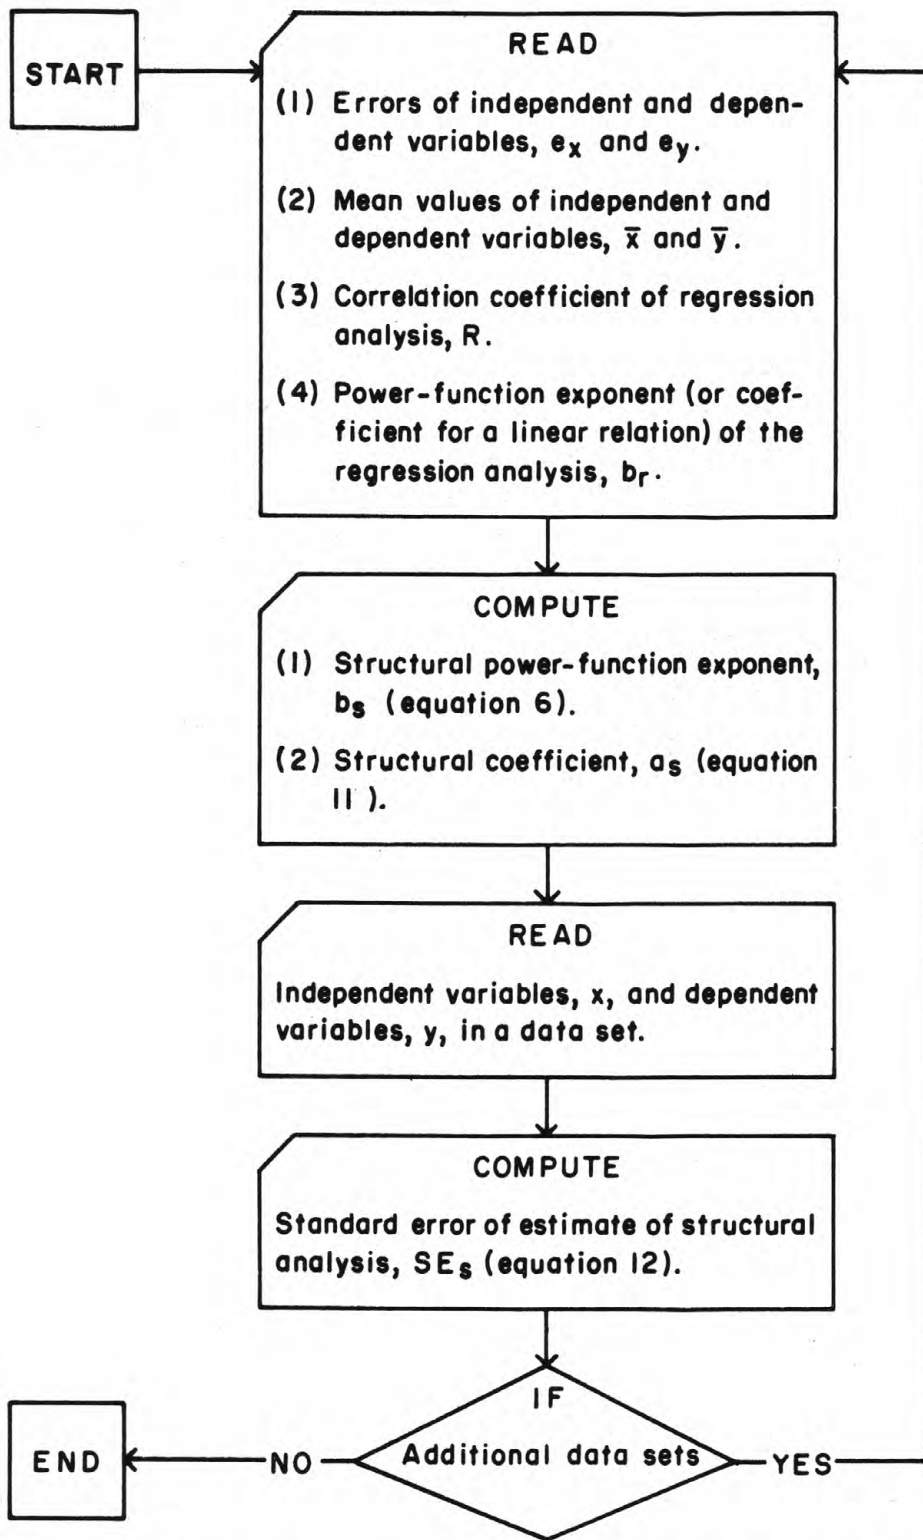 START
READ
(1) Errors of independent and depen-
dent variables, eₓ and e_y.
(2) Mean values of independent and
dependent variables, x̅ and y̅.
(3) Correlation coefficient of regression
analysis, R.
(4) Power-function exponent (or coef-
ficient for a linear relation) of the
regression analysis, bᵣ.
COMPUTE
(1) Structural power-function exponent,
bₛ (equation 6).
(2) Structural coefficient, aₛ (equation
11 ).
READ
Independent variables, x, and dependent
variables, y, in a data set.
COMPUTE
Standard error of estimate of structural
analysis, SEₛ (equation 12).
IF
Additional data sets
NO
YES
END